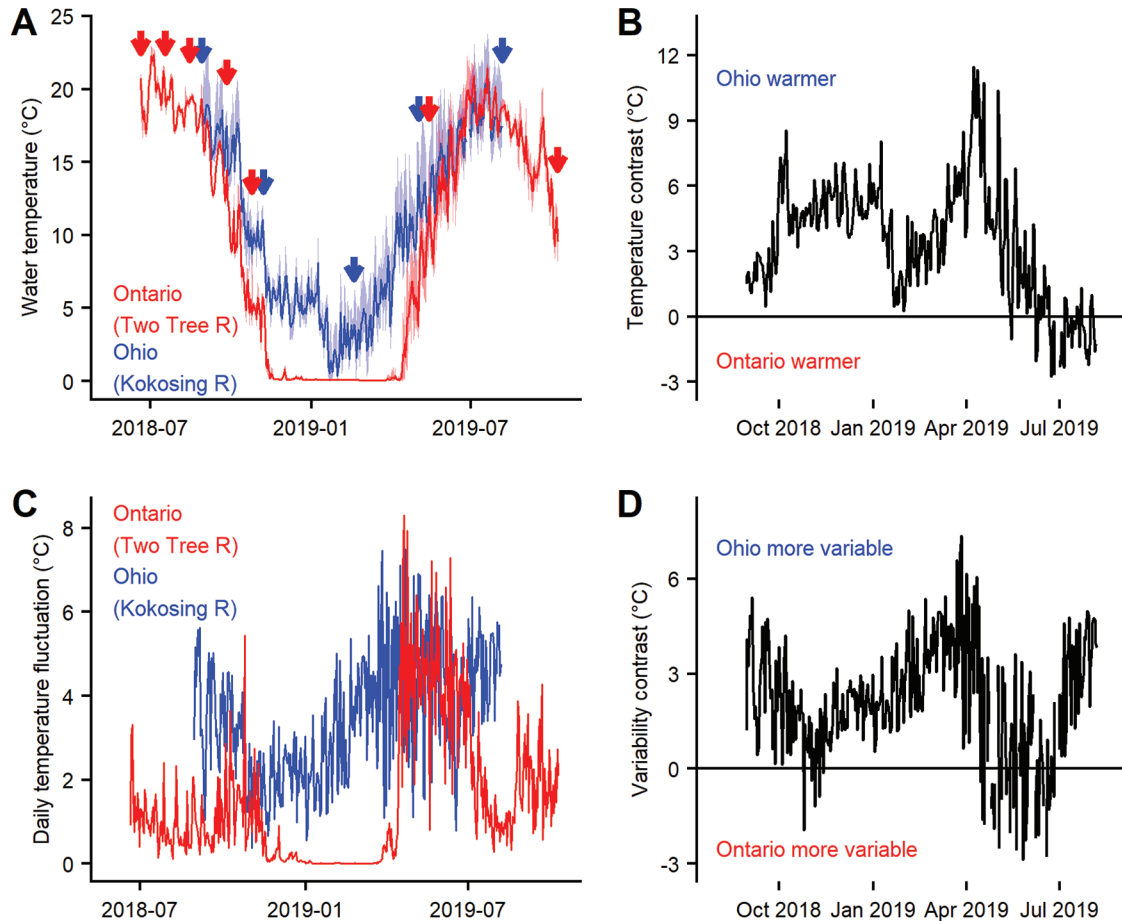 A
Water temperature (°C)
25
20
15
10
5
0
Ontario
(Two Tree R)
Ohio
(Kokosing R)
2018-07
2019-01
2019-07
B
Temperature contrast (°C)
12
9
6
3
0
-3
Ohio warmer
Ontario warmer
Oct 2018
Jan 2019
Apr 2019
Jul 2019
C
Daily temperature fluctuation (°C)
8
6
4
2
0
Ontario
(Two Tree R)
Ohio
(Kokosing R)
2018-07
2019-01
2019-07
D
Variability contrast (°C)
6
3
0
-3
Ohio more variable
Ontario more variable
Oct 2018
Jan 2019
Apr 2019
Jul 2019